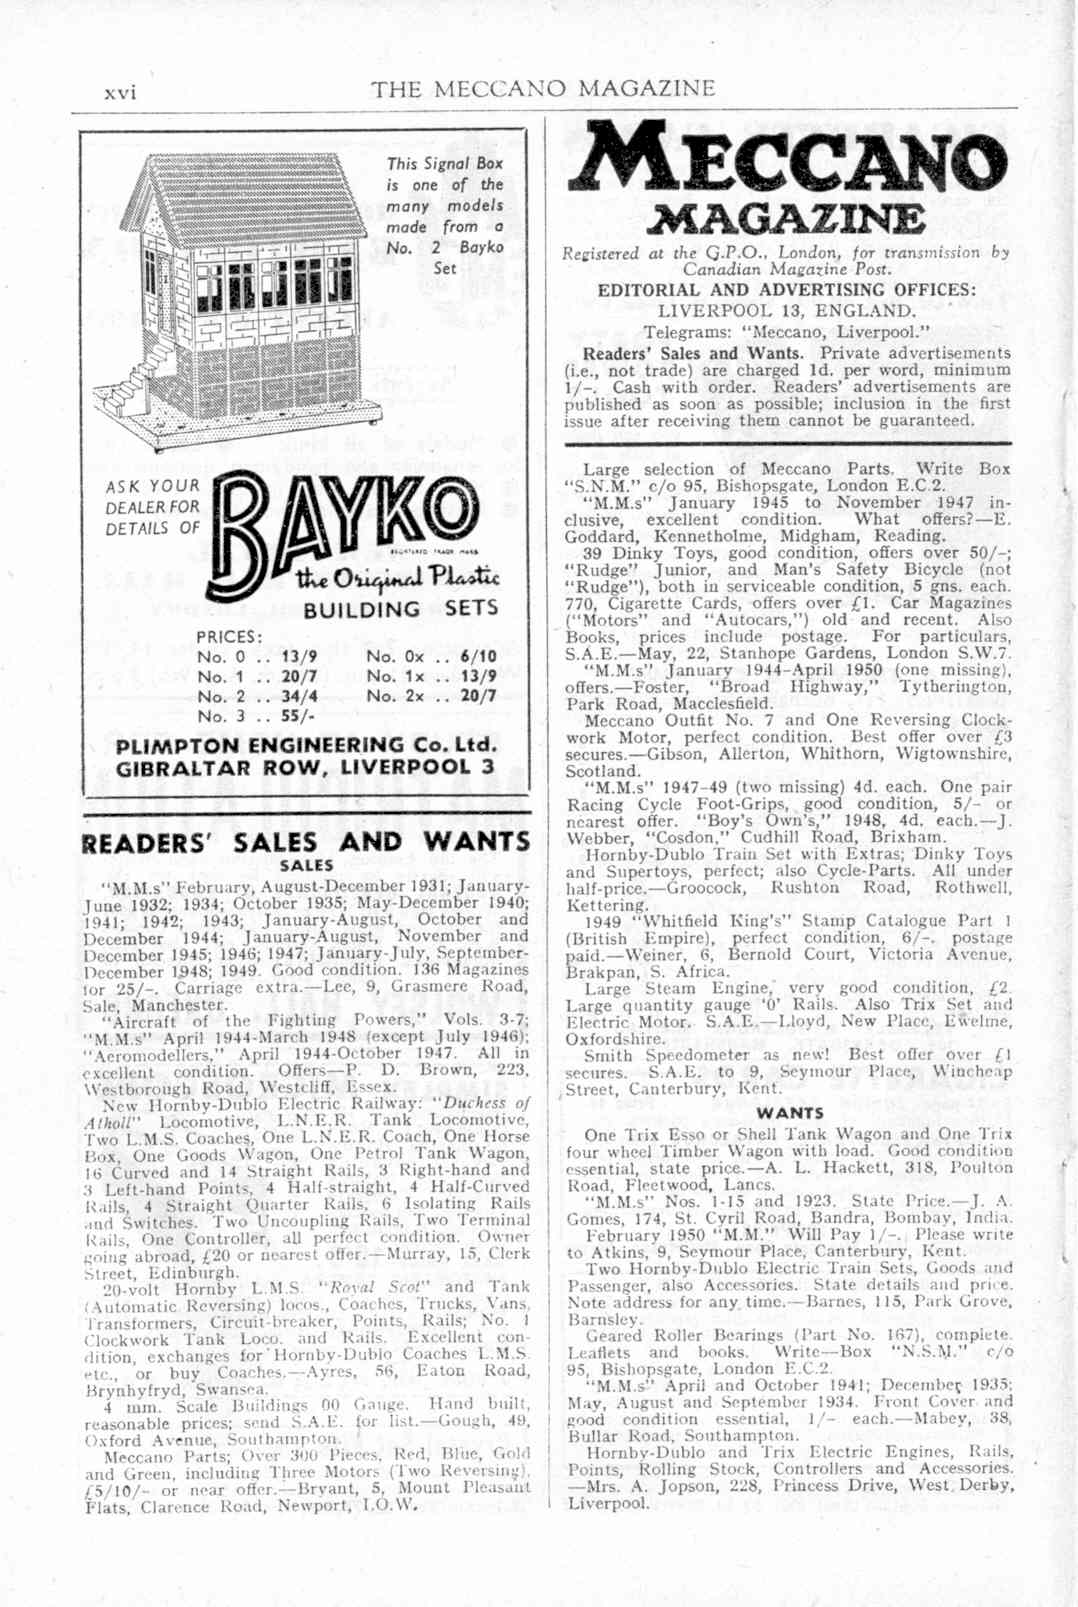 xvi
THE MECCANO MAGAZINE
This Signal Box
is one of the
many models
made from a
No. 2 Bayko
Set
ASK YOUR
DEALER FOR
DETAILS OF
BAYKO
REGISTERED TRADE MARK
the Original Plastic
BUILDING SETS
PRICES:
No. 0 .. 13/9 No. 0x .. 6/10
No. 1 .. 20/7 No. 1x .. 13/9
No. 2 .. 34/4 No. 2x .. 20/7
No. 3 .. 55/-
PLIMPTON ENGINEERING Co. Ltd.
GIBRALTAR ROW, LIVERPOOL 3
READERS' SALES AND WANTS
SALES
"M.M.s" February, August-December 1931; January-
June 1932; 1934; October 1935; May-December 1940;
1941; 1942; 1943; January-August, October and
December 1944; January-August, November and
December 1945; 1946; 1947; January-July, September-
December 1948; 1949. Good condition. 136 Magazines
for 25/-. Carriage extra.—Lee, 9, Grasmere Road,
Sale, Manchester.
"Aircraft of the Fighting Powers," Vols. 3-7;
"M.M.s" April 1944-March 1948 (except July 1946);
"Aeromodellers," April 1944-October 1947. All in
excellent condition. Offers—P. D. Brown, 223,
Westborough Road, Westcliff, Essex.
New Hornby-Dublo Electric Railway: "Duchess of
Atholl" Locomotive, L.N.E.R. Tank Locomotive,
Two L.M.S. Coaches, One L.N.E.R. Coach, One Horse
Box, One Goods Wagon, One Petrol Tank Wagon,
16 Curved and 14 Straight Rails, 3 Right-hand and
3 Left-hand Points, 4 Half-straight, 4 Half-Curved
Rails, 4 Straight Quarter Rails, 6 Isolating Rails
and Switches. Two Uncoupling Rails, Two Terminal
Rails, One Controller, all perfect condition. Owner
going abroad, £20 or nearest offer.—Murray, 15, Clerk
Street, Edinburgh.
20-volt Hornby L.M.S. "Royal Scot" and Tank
(Automatic Reversing) locos., Coaches, Trucks, Vans,
Transformers, Circuit-breaker, Points, Rails; No. 1
Clockwork Tank Loco. and Rails. Excellent con-
dition, exchanges for Hornby-Dublo Coaches L.M.S.
etc., or buy Coaches.—Ayres, 56, Eaton Road,
Brynhyfryd, Swansea.
4 mm. Scale Buildings 00 Gauge. Hand built,
reasonable prices; send S.A.E. for list.—Gough, 49,
Oxford Avenue, Southampton.
Meccano Parts; Over 300 Pieces, Red, Blue, Gold
and Green, including Three Motors (Two Reversing),
£5/10/- or near offer.—Bryant, 5, Mount Pleasant
Flats, Clarence Road, Newport, I.O.W.
MECCANO
MAGAZINE
Registered at the G.P.O., London, for transmission by
Canadian Magazine Post.
EDITORIAL AND ADVERTISING OFFICES:
LIVERPOOL 13, ENGLAND.
Telegrams: "Meccano, Liverpool."
Readers' Sales and Wants. Private advertisements
(i.e., not trade) are charged 1d. per word, minimum
1/-. Cash with order. Readers' advertisements are
published as soon as possible; inclusion in the first
issue after receiving them cannot be guaranteed.
Large selection of Meccano Parts. Write Box
"S.N.M." c/o 95, Bishopsgate, London E.C.2.
"M.M.s" January 1945 to November 1947 in-
clusive, excellent condition. What offers?—E.
Goddard, Kennetholme, Midgham, Reading.
39 Dinky Toys, good condition, offers over 50/-;
"Rudge" Junior, and Man's Safety Bicycle (not
"Rudge"), both in serviceable condition, 5 gns. each.
770, Cigarette Cards, offers over £1. Car Magazines
("Motors" and "Autocars,") old and recent. Also
Books, prices include postage. For particulars,
S.A.E.—May, 22, Stanhope Gardens, London S.W.7.
"M.M.s" January 1944-April 1950 (one missing),
offers.—Foster, "Broad Highway," Tytherington,
Park Road, Macclesfield.
Meccano Outfit No. 7 and One Reversing Clock-
work Motor, perfect condition. Best offer over £3
secures.—Gibson, Allerton, Whithorn, Wigtownshire,
Scotland.
"M.M.s" 1947-49 (two missing) 4d. each. One pair
Racing Cycle Foot-Grips, good condition, 5/- or
nearest offer. "Boy's Own's," 1948, 4d. each.—J.
Webber, "Cosdon," Cudhill Road, Brixham.
Hornby-Dublo Train Set with Extras; Dinky Toys
and Supertoys, perfect; also Cycle-Parts. All under
half-price.—Groocock, Rushton Road, Rothwell,
Kettering.
1949 "Whitfield King's" Stamp Catalogue Part 1
(British Empire), perfect condition, 6/-. postage
paid.—Weiner, 6, Bernold Court, Victoria Avenue,
Brakpan, S. Africa.
Large Steam Engine, very good condition, £2.
Large quantity gauge '0' Rails. Also Trix Set and
Electric Motor. S.A.E.—Lloyd, New Place, Ewelme,
Oxfordshire.
Smith Speedometer as new! Best offer over £1
secures. S.A.E. to 9, Seymour Place, Wincheap
Street, Canterbury, Kent.
WANTS
One Trix Esso or Shell Tank Wagon and One Trix
four wheel Timber Wagon with load. Good condition
essential, state price.—A. L. Hackett, 318, Poulton
Road, Fleetwood, Lancs.
"M.M.s" Nos. 1-15 and 1923. State Price.—J. A.
Gomes, 174, St. Cyril Road, Bandra, Bombay, India.
February 1950 "M.M." Will Pay 1/-. Please write
to Atkins, 9, Seymour Place, Canterbury, Kent.
Two Hornby-Dublo Electric Train Sets, Goods and
Passenger, also Accessories. State details and price.
Note address for any time.—Barnes, 115, Park Grove,
Barnsley.
Geared Roller Bearings (Part No. 167), complete.
Leaflets and books. Write—Box "N.S.M." c/o
95, Bishopsgate, London E.C.2.
"M.M.s" April and October 1941; December 1935;
May, August and September 1934. Front Cover and
good condition essential, 1/- each.—Mabey, 38,
Bullar Road, Southampton.
Hornby-Dublo and Trix Electric Engines, Rails,
Points, Rolling Stock, Controllers and Accessories.
—Mrs. A. Jopson, 228, Princess Drive, West Derby,
Liverpool.